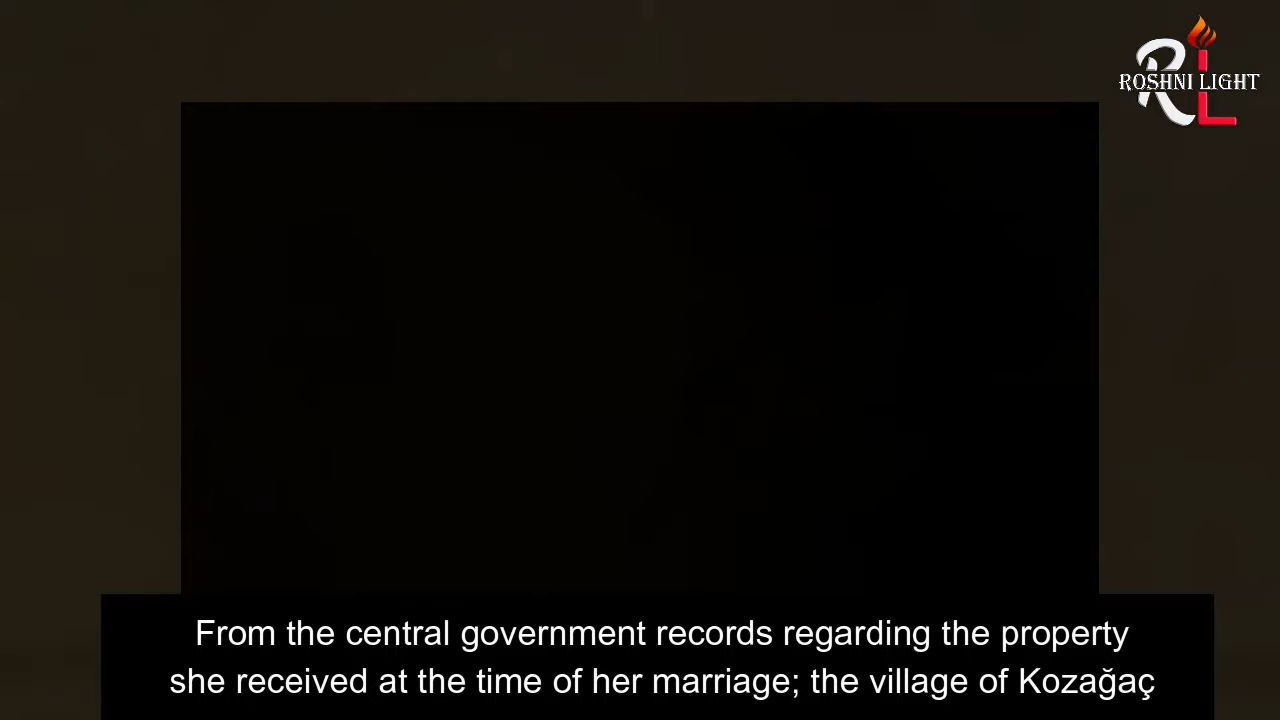 ROSHNI LIGHT
From the central government records regarding the property
she received at the time of her marriage; the village of Kozağaç